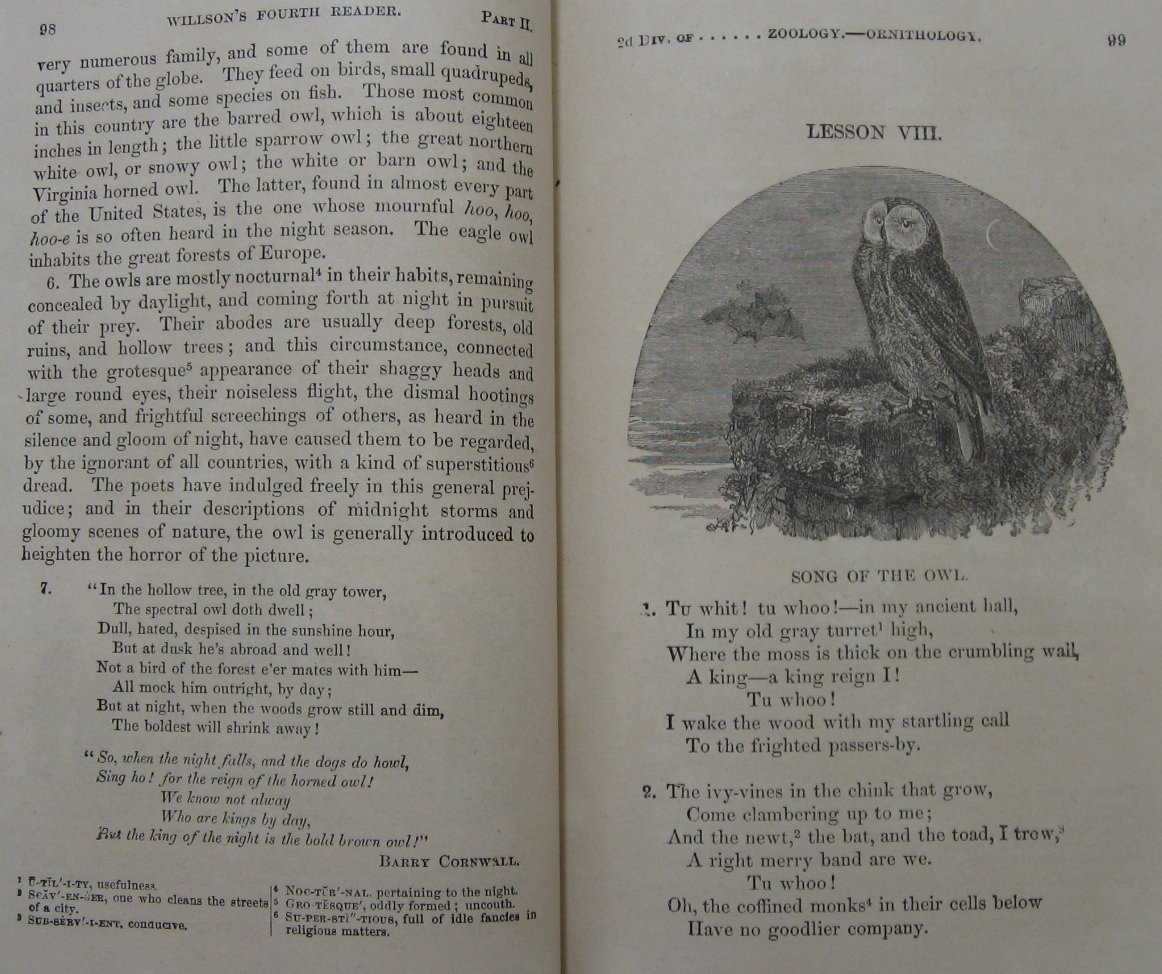 98
WILLSON'S FOURTH READER.
PART II.
very numerous family, and some of them are found in all
quarters of the globe. They feed on birds, small quadrupeds,
and insects, and some species on fish. Those most common
in this country are the barred owl, which is about eighteen
inches in length; the little sparrow owl; the great northern
white owl, or snowy owl; the white or barn owl; and the
Virginia horned owl. The latter, found in almost every part
of the United States, is the one whose mournful hoo, hoo,
hoo-e is so often heard in the night season. The eagle owl
inhabits the great forests of Europe.
6. The owls are mostly nocturnal⁴ in their habits, remaining
concealed by daylight, and coming forth at night in pursuit
of their prey. Their abodes are usually deep forests, old
ruins, and hollow trees; and this circumstance, connected
with the grotesque⁵ appearance of their shaggy heads and
large round eyes, their noiseless flight, the dismal hootings
of some, and frightful screechings of others, as heard in the
silence and gloom of night, have caused them to be regarded,
by the ignorant of all countries, with a kind of superstitious⁶
dread. The poets have indulged freely in this general prej-
udice; and in their descriptions of midnight storms and
gloomy scenes of nature, the owl is generally introduced to
heighten the horror of the picture.
7. "In the hollow tree, in the old gray tower,
The spectral owl doth dwell;
Dull, hated, despised in the sunshine hour,
But at dusk he's abroad and well!
Not a bird of the forest e'er mates with him—
All mock him outright, by day;
But at night, when the woods grow still and dim,
The boldest will shrink away!
"So, when the night falls, and the dogs do howl,
Sing ho! for the reign of the horned owl!
We know not alway
Who are kings by day,
But the king of the night is the bold brown owl!"
BARRY CORNWALL.
¹ Ū-TĬL'-I-TY, usefulness.
² SCĂV'-EN-ĠER, one who cleans the streets
of a city.
³ SUB-SẼRV'-I-ENT, conducive.
⁴ NOC-TŬR'-NAL, pertaining to the night.
⁵ GRO-TĔSQUE', oddly formed; uncouth.
⁶ SU-PER-STĬ"-TIOUS, full of idle fancies in
religious matters.
2d DIV. OF . . . . . . ZOOLOGY.—ORNITHOLOGY.
99
LESSON VIII.
SONG OF THE OWL.
1. TU whit! tu whoo!—in my ancient hall,
In my old gray turret¹ high,
Where the moss is thick on the crumbling wall,
A king—a king reign I!
Tu whoo!
I wake the wood with my startling call
To the frighted passers-by.
2. The ivy-vines in the chink that grow,
Come clambering up to me;
And the newt,² the bat, and the toad, I trow,³
A right merry band are we.
Tu whoo!
Oh, the coffined monks⁴ in their cells below
Have no goodlier company.